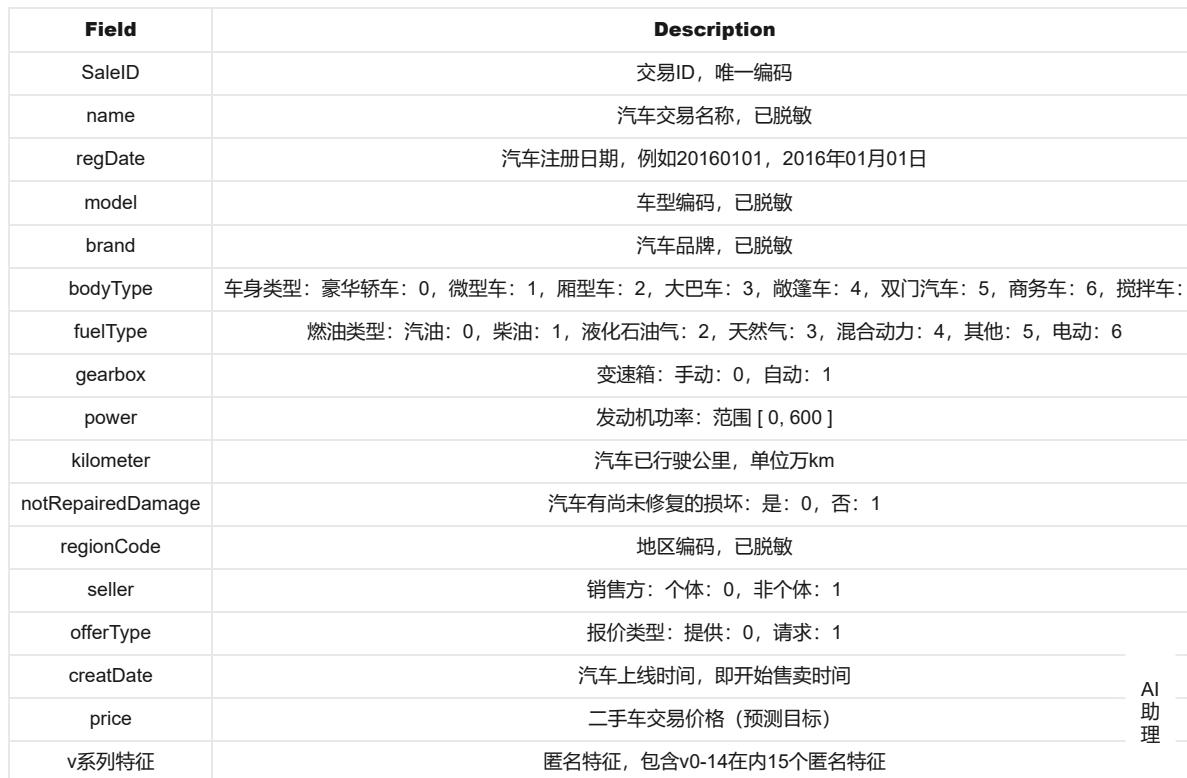 Field Description
SaleID 交易ID，唯一编码
name 汽车交易名称，已脱敏
regDate 汽车注册日期，例如20160101，2016年01月01日
model 车型编码，已脱敏
brand 汽车品牌，已脱敏
bodyType 车身类型：豪华轿车：0，微型车：1，厢型车：2，大巴车：3，敞篷车：4，双门汽车：5，商务车：6，搅拌车：
fuelType 燃油类型：汽油：0，柴油：1，液化石油气：2，天然气：3，混合动力：4，其他：5，电动：6
gearbox 变速箱：手动：0，自动：1
power 发动机功率：范围 [ 0, 600 ]
kilometer 汽车已行驶公里，单位万km
notRepairedDamage 汽车有尚未修复的损坏：是：0，否：1
regionCode 地区编码，已脱敏
seller 销售方：个体：0，非个体：1
offerType 报价类型：提供：0，请求：1
creatDate 汽车上线时间，即开始售卖时间
price 二手车交易价格（预测目标）
v系列特征 匿名特征，包含v0-14在内15个匿名特征
AI
助
理